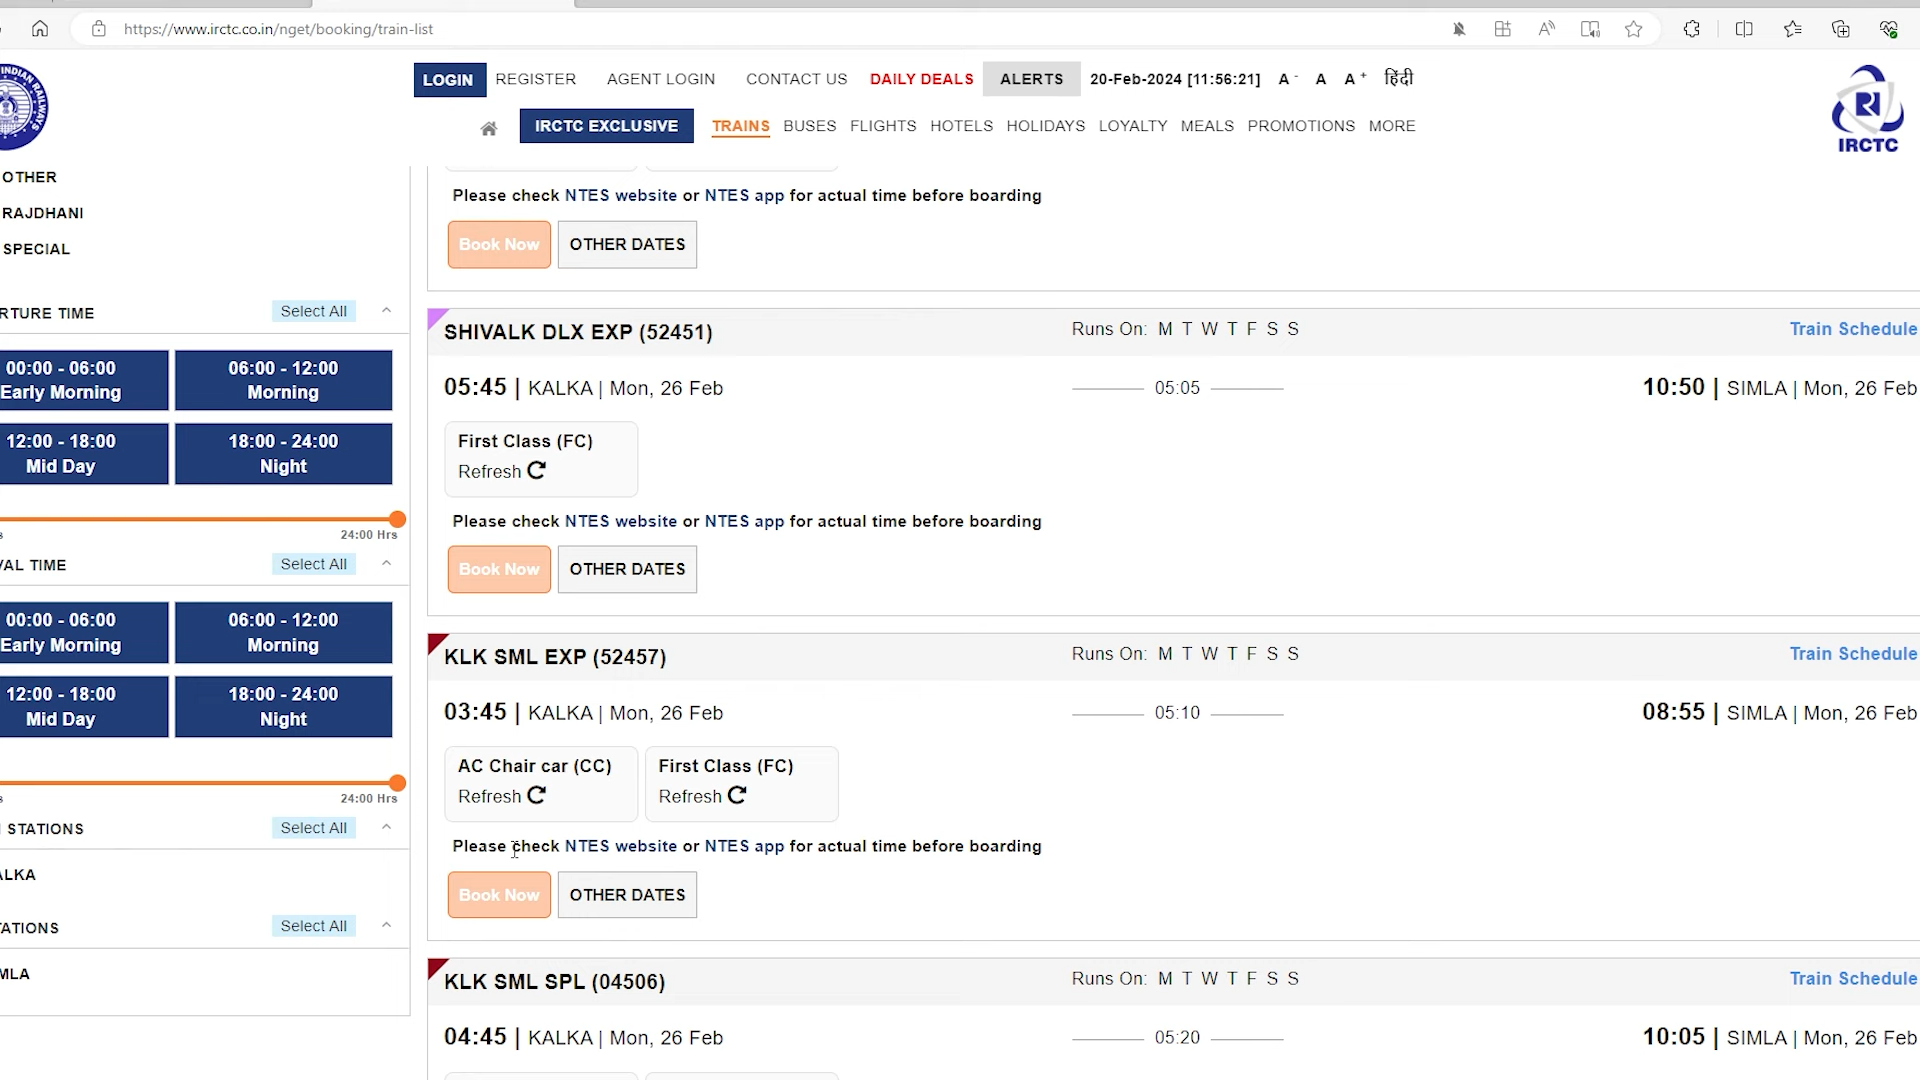 https://www.irctc.co.in/nget/booking/train-list
INDIAN RAILWAYS
LOGIN REGISTER AGENT LOGIN CONTACT US DAILY DEALS ALERTS 20-Feb-2024 [11:56:21] A - A A + हिंदी
IRCTC EXCLUSIVE TRAINS BUSES FLIGHTS HOTELS HOLIDAYS LOYALTY MEALS PROMOTIONS MORE
IRCTC
OTHER
RAJDHANI
SPECIAL
RTURE TIME Select All
00:00 - 06:00
Early Morning
06:00 - 12:00
Morning
12:00 - 18:00
Mid Day
18:00 - 24:00
Night
s 24:00 Hrs
VAL TIME Select All
00:00 - 06:00
Early Morning
06:00 - 12:00
Morning
12:00 - 18:00
Mid Day
18:00 - 24:00
Night
s 24:00 Hrs
STATIONS Select All
ALKA
TATIONS Select All
MLA
Please check NTES website or NTES app for actual time before boarding
Book Now OTHER DATES
SHIVALK DLX EXP (52451) Runs On: M T W T F S S Train Schedule
05:45 | KALKA | Mon, 26 Feb 05:05 10:50 | SIMLA | Mon, 26 Feb
First Class (FC)
Refresh
Please check NTES website or NTES app for actual time before boarding
Book Now OTHER DATES
KLK SML EXP (52457) Runs On: M T W T F S S Train Schedule
03:45 | KALKA | Mon, 26 Feb 05:10 08:55 | SIMLA | Mon, 26 Feb
AC Chair car (CC) First Class (FC)
Refresh Refresh
Please check NTES website or NTES app for actual time before boarding
Book Now OTHER DATES
KLK SML SPL (04506) Runs On: M T W T F S S Train Schedule
04:45 | KALKA | Mon, 26 Feb 05:20 10:05 | SIMLA | Mon, 26 Feb